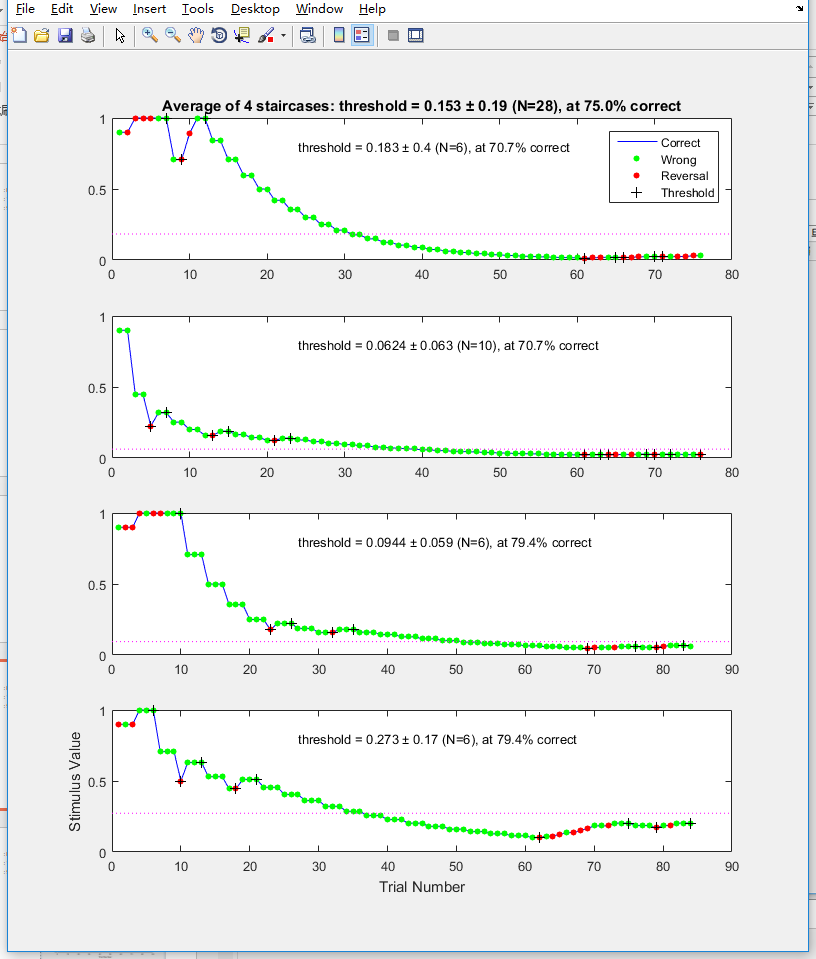 File Edit View Insert Tools Desktop Window Help
Average of 4 staircases: threshold = 0.153 ± 0.19 (N=28), at 75.0% correct
threshold = 0.183 ± 0.4 (N=6), at 70.7% correct
Correct
Wrong
Reversal
Threshold
1
0.5
0
0 10 20 30 40 50 60 70 80
threshold = 0.0624 ± 0.063 (N=10), at 70.7% correct
1
0.5
0
0 10 20 30 40 50 60 70 80
threshold = 0.0944 ± 0.059 (N=6), at 79.4% correct
1
0.5
0
0 10 20 30 40 50 60 70 80 90
threshold = 0.273 ± 0.17 (N=6), at 79.4% correct
1
0.5
0
Stimulus Value
0 10 20 30 40 50 60 70 80 90
Trial Number